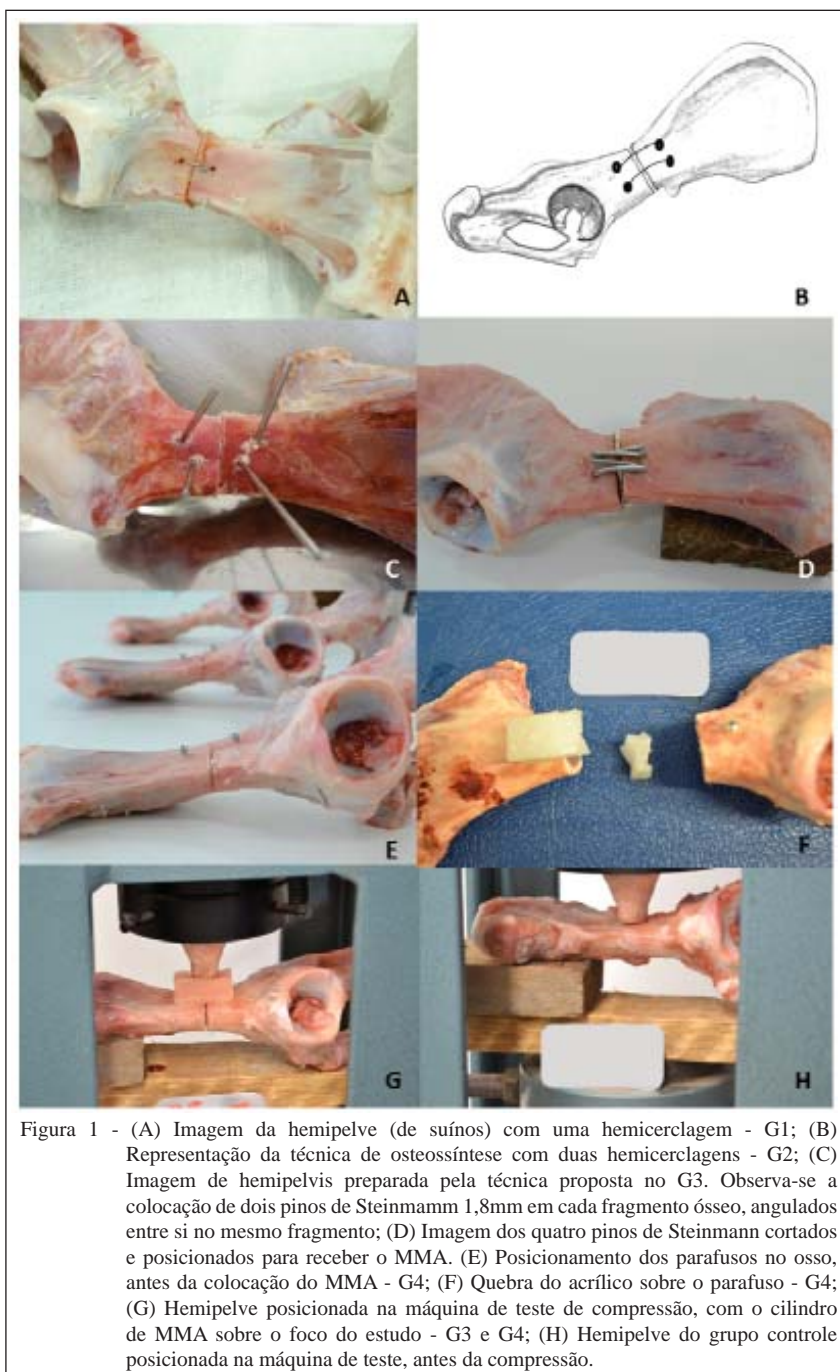 A
B
C
D
E
F
G
H
Figura 1 - (A) Imagem da hemipelve (de suínos) com uma hemicerclagem - G1; (B)
Representação da técnica de osteossíntese com duas hemicerclagens - G2; (C)
Imagem de hemipelvis preparada pela técnica proposta no G3. Observa-se a
colocação de dois pinos de Steinmamm 1,8mm em cada fragmento ósseo, angulados
entre si no mesmo fragmento; (D) Imagem dos quatro pinos de Steinmann cortados
e posicionados para receber o MMA. (E) Posicionamento dos parafusos no osso,
antes da colocação do MMA - G4; (F) Quebra do acrílico sobre o parafuso - G4;
(G) Hemipelve posicionada na máquina de teste de compressão, com o cilindro
de MMA sobre o foco do estudo - G3 e G4; (H) Hemipelve do grupo controle
posicionada na máquina de teste, antes da compressão.